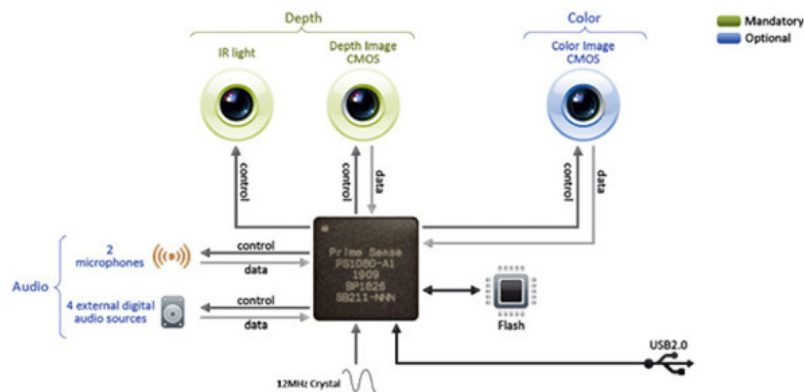 Depth
Color
Mandatory
Optional
IR light
Depth Image
CMOS
Color Image
CMOS
control
control
data
control
data
Audio
2
microphones
control
data
4 external digital
audio sources
control
data
Prime Sense
PS1080-A1
1909
BP1826
SB211-NNN
Flash
12MHz Crystal
USB2.0